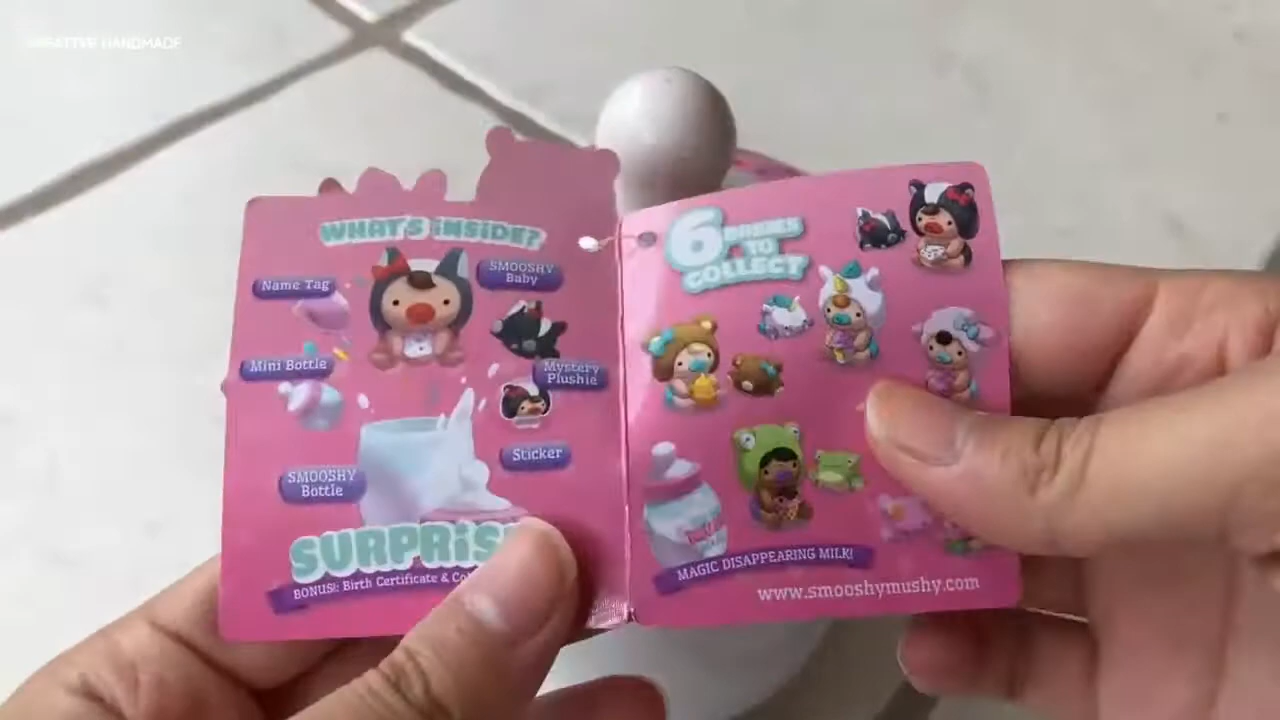 CREATIVE HANDMADE
WHAT'S iNSIDE?
Name Tag
SMOOSHY
Baby
Mini Bottle
Mystery
Plushie
Sticker
SMOOSHY
Bottle
BONUS!: Birth Certificate &
6 BABIES
TO
COLLECT
MAGIC DISAPPEARING MILK!
www.smooshymushy.com